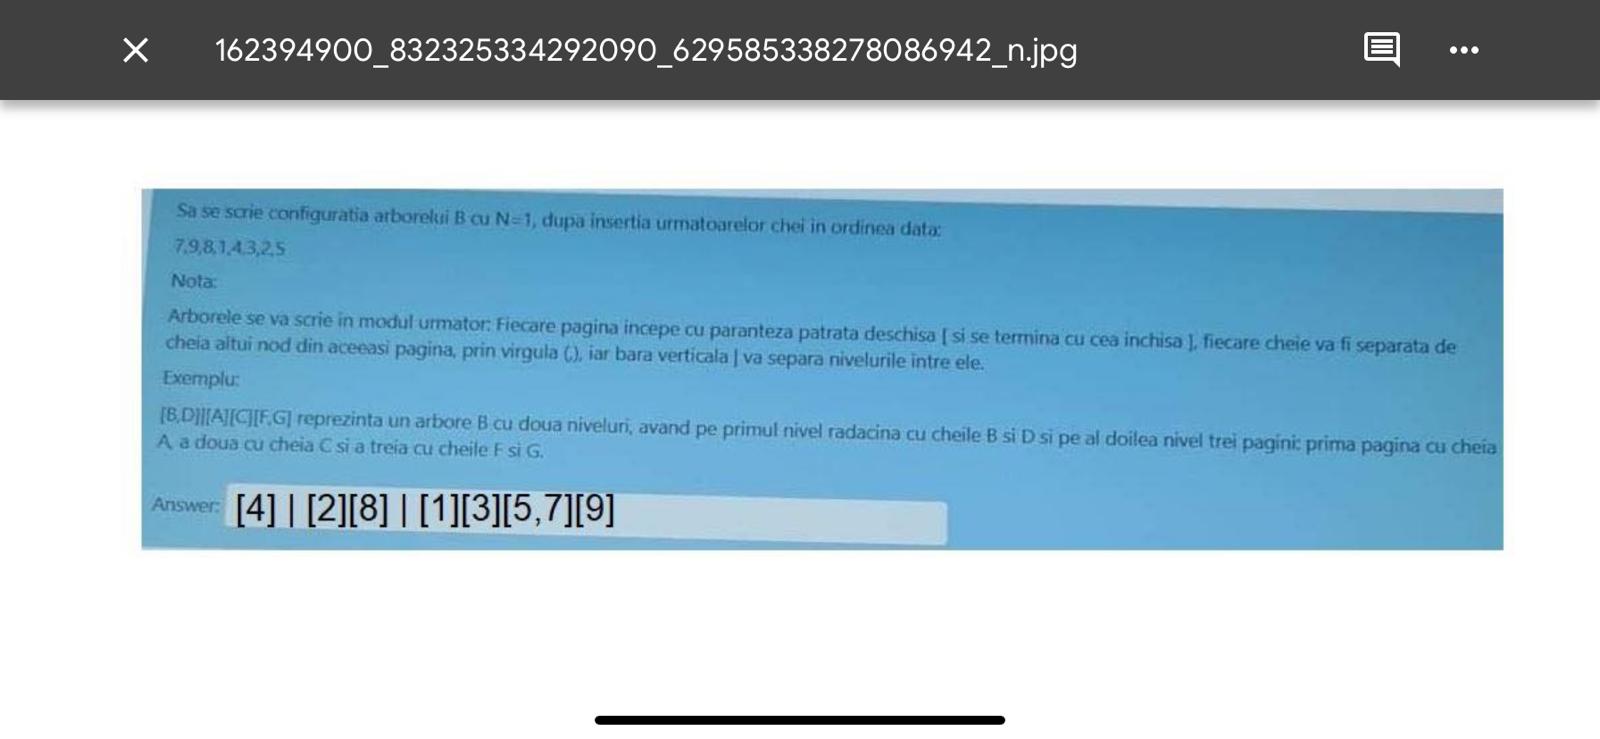 162394900_832325334292090_629585338278086942_n.jpg
Sa se scrie configuratia arborelui B cu N=1, dupa insertia urmatoarelor chei in ordinea data:
7,9,8,1,4,3,2,5
Nota:
Arborele se va scrie in modul urmator: Fiecare pagina incepe cu paranteza patrata deschisa [ si se termina cu cea inchisa ], fiecare cheie va fi separata de
cheia altui nod din aceeasi pagina, prin virgula (,), iar bara verticala | va separa nivelurile intre ele.
Exemplu:
[B,D]|[A][C][F,G] reprezinta un arbore B cu doua niveluri, avand pe primul nivel radacina cu cheile B si D si pe al doilea nivel trei pagini: prima pagina cu cheia
A, a doua cu cheia C si a treia cu cheile F si G.
Answer: [4] | [2][8] | [1][3][5,7][9]